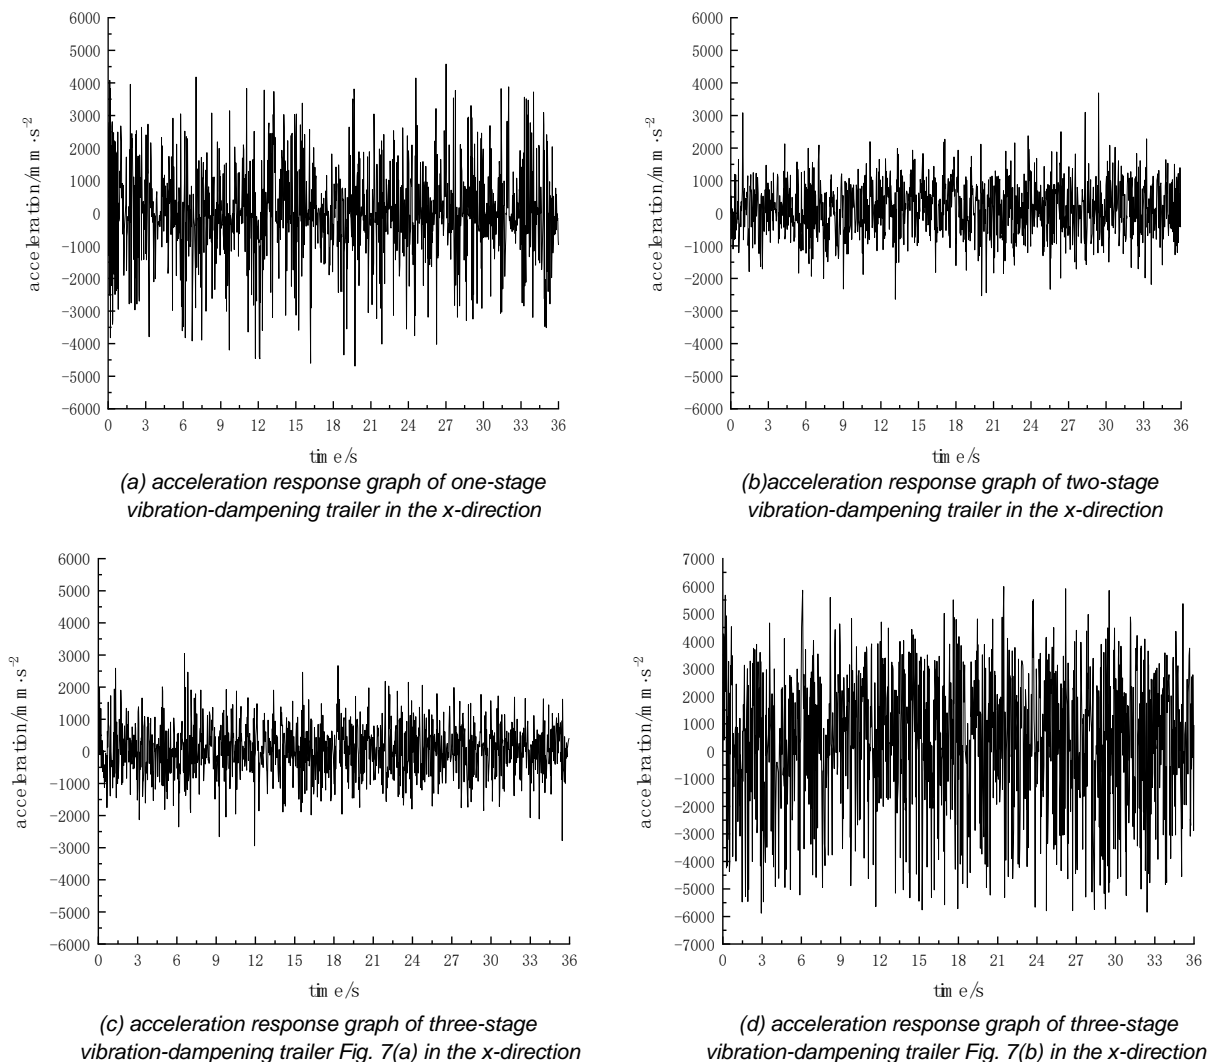 6000
5000
4000
3000
2000
1000
0
−1000
−2000
−3000
−4000
−5000
−6000
acceleration/mm·s-2
0 3 6 9 12 15 18 21 24 27 30 33 36
time/s
(a) acceleration response graph of one-stage
vibration-dampening trailer in the x-direction
6000
5000
4000
3000
2000
1000
0
−1000
−2000
−3000
−4000
−5000
−6000
acceleration/mm·s-2
0 3 6 9 12 15 18 21 24 27 30 33 36
time/s
(b)acceleration response graph of two-stage
vibration-dampening trailer in the x-direction
6000
5000
4000
3000
2000
1000
0
−1000
−2000
−3000
−4000
−5000
−6000
acceleration/mm·s-2
0 3 6 9 12 15 18 21 24 27 30 33 36
time/s
(c) acceleration response graph of three-stage
vibration-dampening trailer Fig. 7(a) in the x-direction
7000
6000
5000
4000
3000
2000
1000
0
−1000
−2000
−3000
−4000
−5000
−6000
−7000
acceleration/mm·s-2
0 3 6 9 12 15 18 21 24 27 30 33 36
time/s
(d) acceleration response graph of three-stage
vibration-dampening trailer Fig. 7(b) in the x-direction